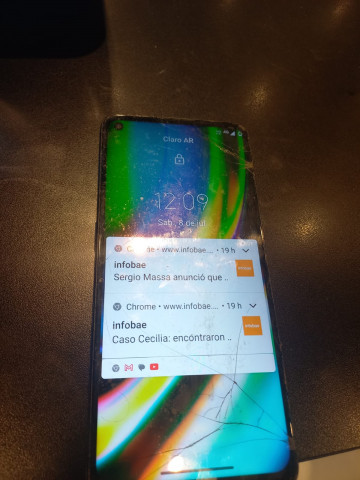 Claro AR
12:09
Sáb, 8 de jul.
Chrome • www.infobae.... • 19 h
infobae
Sergio Massa anunció que ..
infobae
Chrome • www.infobae.... • 19 h
infobae
Caso Cecilia: encontraron ..
infobae